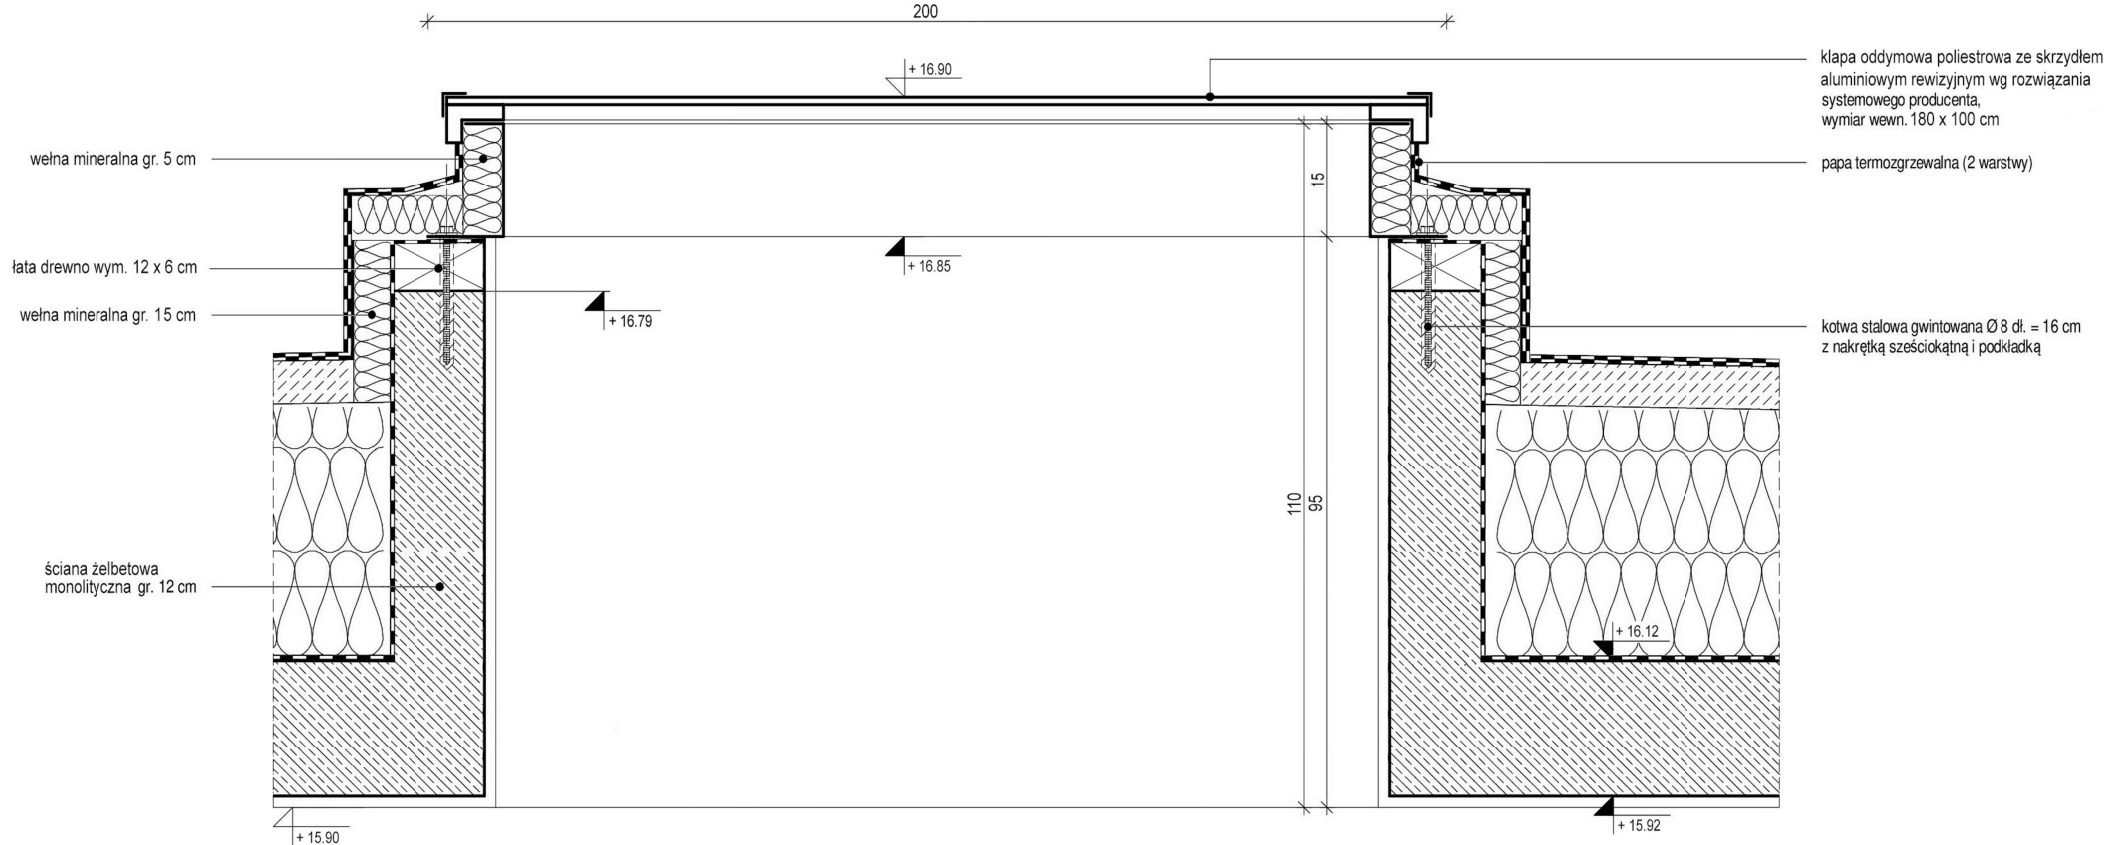 200
+ 16.90
klapa oddymowa poliestrowa ze skrzydłem
aluminiowym rewizyjnym wg rozwiązania
systemowego producenta,
wymiar wewn. 180 x 100 cm
wełna mineralna gr. 5 cm
papa termozgrzewalna (2 warstwy)
15
łata drewno wym. 12 x 6 cm
+ 16.85
wełna mineralna gr. 15 cm
+ 16.79
kotwa stalowa gwintowana Ø 8 dł. = 16 cm
z nakrętką sześciokątną i podkładką
110
95
ściana żelbetowa
monolityczna gr. 12 cm
+ 16.12
+ 15.90
+ 15.92